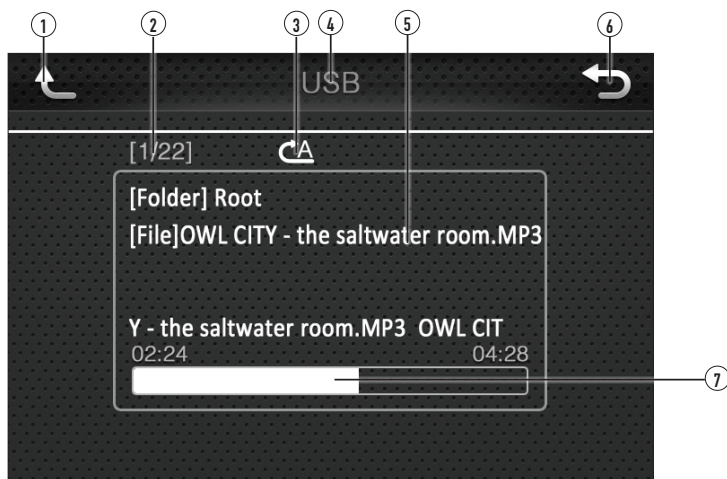 1 2 3 4 5 6
USB
[1/22] A
[Folder] Root
[File]OWL CITY - the saltwater room.MP3
Y - the saltwater room.MP3 OWL CIT
02:24 04:28
7